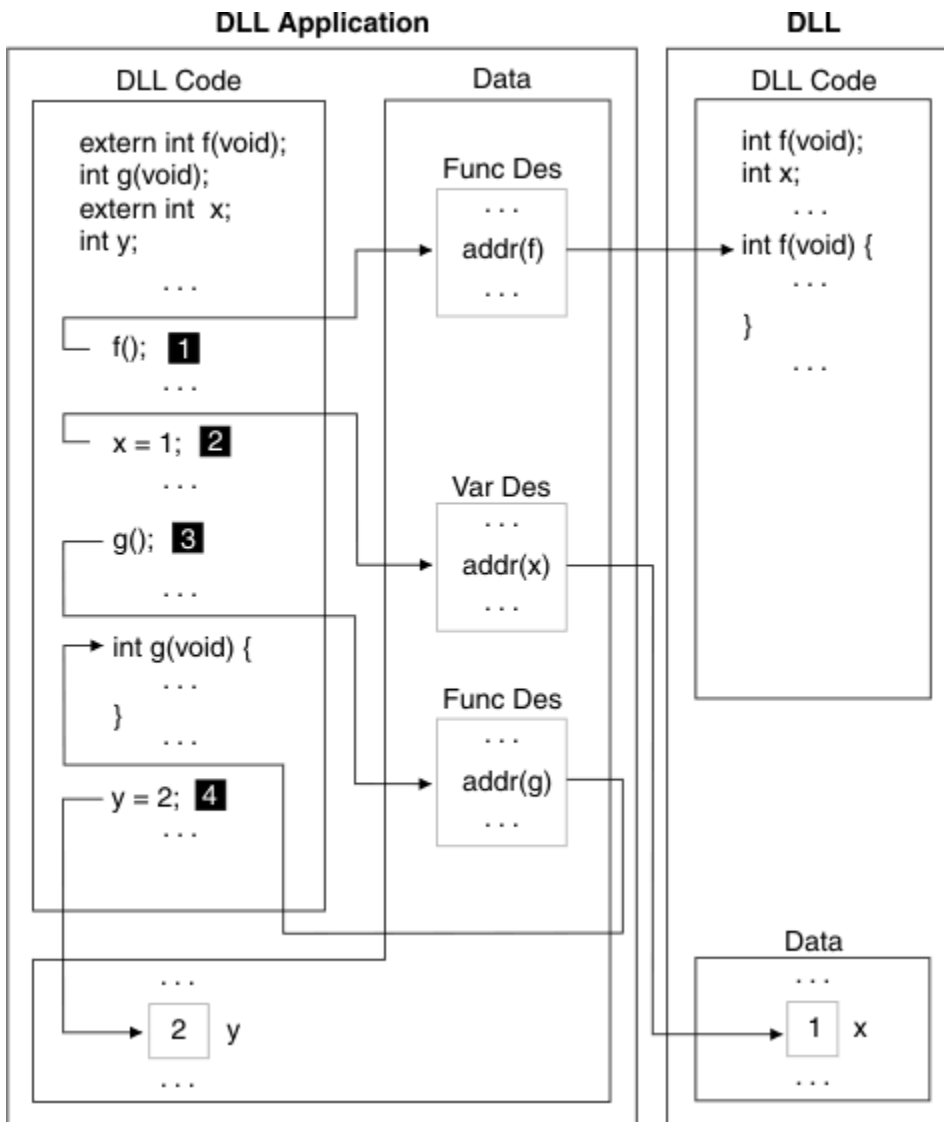 DLL Application
DLL
DLL Code
Data
DLL Code
extern int f(void);
int g(void);
extern int  x;
int y;
. . .
f(); 1
. . .
x = 1; 2
. . .
g(); 3
. . .
int g(void) {
. . .
}
. . .
y = 2; 4
. . .
Func Des
. . .
addr(f)
. . .
Var Des
. . .
addr(x)
. . .
Func Des
. . .
addr(g)
. . .
. . .
2 y
. . .
int f(void);
int x;
. . .
int f(void) {
. . .
}
. . .
Data
. . .
1 x
. . .